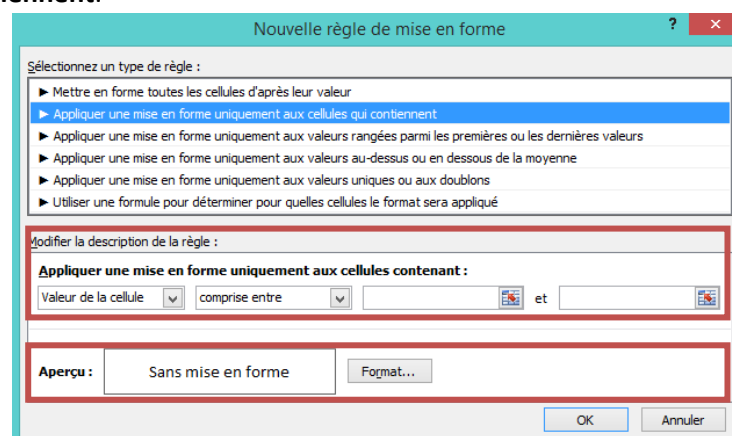 iennent.
Nouvelle règle de mise en forme ?
Sélectionnez un type de règle :
► Mettre en forme toutes les cellules d'après leur valeur
► Appliquer une mise en forme uniquement aux cellules qui contiennent
► Appliquer une mise en forme uniquement aux valeurs rangées parmi les premières ou les dernières valeurs
► Appliquer une mise en forme uniquement aux valeurs au-dessus ou en dessous de la moyenne
► Appliquer une mise en forme uniquement aux valeurs uniques ou aux doublons
► Utiliser une formule pour déterminer pour quelles cellules le format sera appliqué
Modifier la description de la règle :
Appliquer une mise en forme uniquement aux cellules contenant :
Valeur de la cellule comprise entre et
Aperçu : Sans mise en forme Format...
OK Annuler